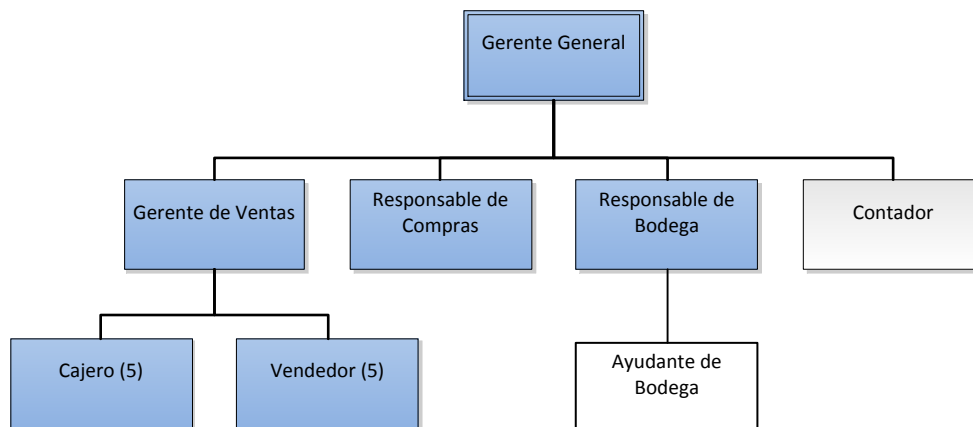 Gerente General
Gerente de Ventas
Responsable de
Compras
Responsable de
Bodega
Contador
Cajero (5)
Vendedor (5)
Ayudante de
Bodega